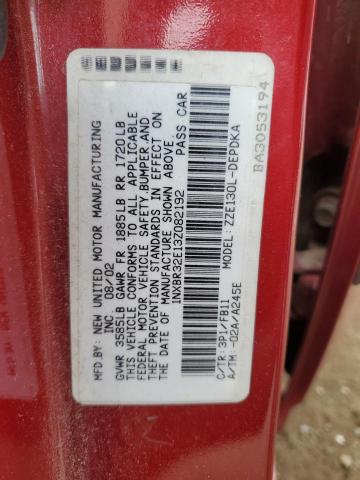 MFD.BY: NEW UNITED MOTOR MANUFACTURING
INC 08/02
GVWR 3585LB GAWR FR 1885LB RR 1720LB
THIS VEHICLE CONFORMS TO ALL APPLICABLE
FEDERAL MOTOR VEHICLE SAFETY,BUMPER,AND
THEFT PREVENTION STANDARDS IN EFFECT ON
THE DATE OF MANUFACTURE SHOWN ABOVE.
1NXBR32E13Z082192 PASS CAR
C/TR: 3P1/FB11 MODEL: ZZE130L-DEPDKA
A/TM: -02A/A245E
BA3053194